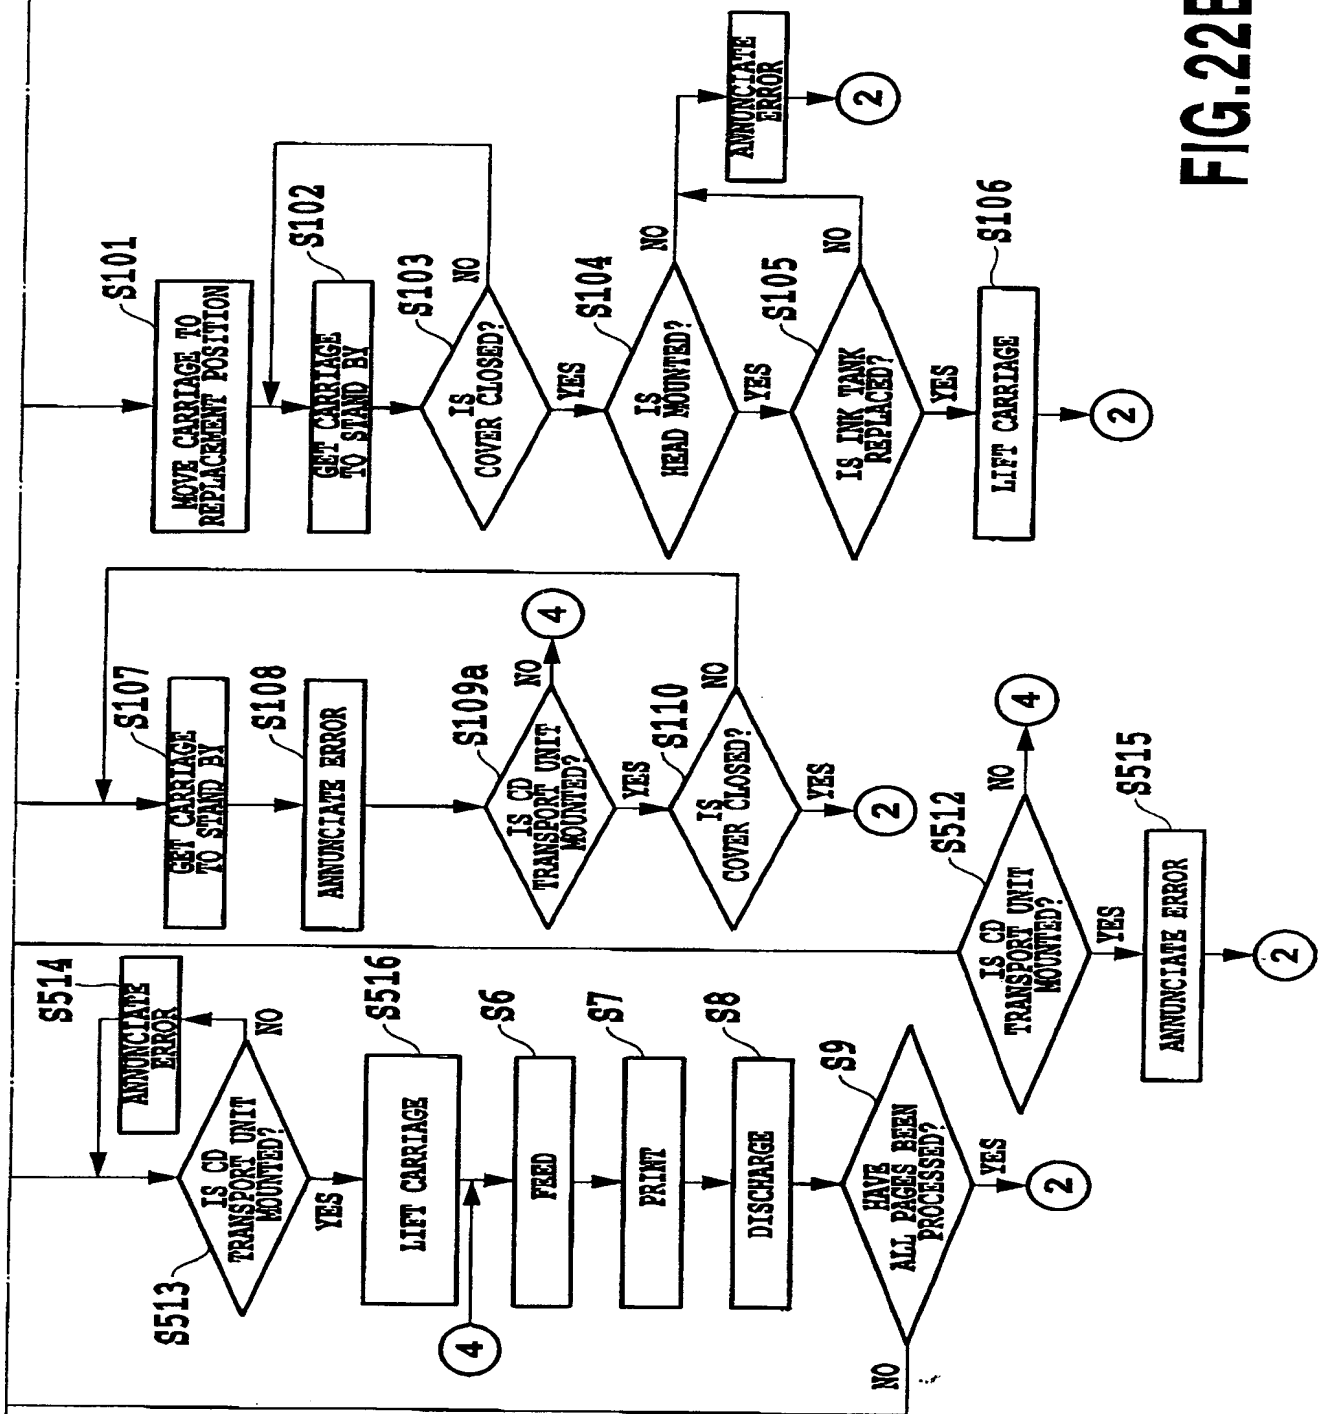 S514
ANNUNCIATE
ERROR
S513
IS CD
TRANSPORT UNIT
MOUNTED?
NO
YES
S516
LIFT CARRIAGE
4
S6
FEED
S7
PRINT
S8
DISCHARGE
S9
HAVE
ALL PAGES BEEN
PROCESSED?
NO
YES
2
S512
IS CD
TRANSPORT UNIT
MOUNTED?
NO
4
YES
S515
ANNUNCIATE ERROR
2
S107
GET CARRIAGE
TO STAND BY
S108
ANNUNCIATE ERROR
S109a
IS CD
TRANSPORT UNIT
MOUNTED?
NO
4
YES
S110
IS
COVER CLOSED?
NO
YES
2
S101
MOVE CARRIAGE TO
REPLACEMENT POSITION
S102
GET CARRIAGE
TO STAND BY
S103
IS
COVER CLOSED?
NO
YES
S104
IS
HEAD MOUNTED?
NO
YES
ANNUNCIATE
ERROR
2
S105
IS INK TANK
REPLACED?
NO
YES
S106
LIFT CARRIAGE
2
FIG.22B